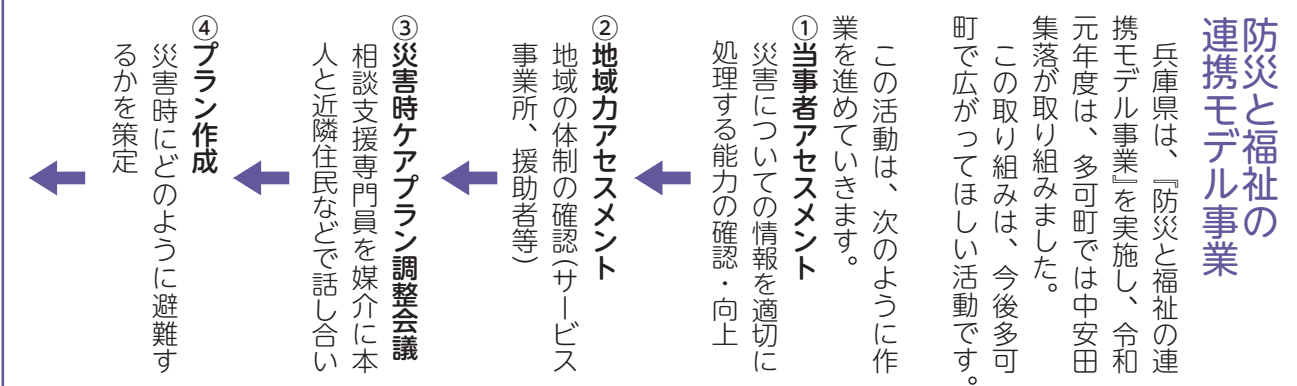 防災と福祉の
連携モデル事業
兵庫県は、『防災と福祉の連
携モデル事業』を実施し、令和
元年度は、多可町では中安田
集落が取り組みました。
この取り組みは、今後多可
町で広がってほしい活動です。
この活動は、次のように作
業を進めていきます。
①当事者アセスメント
災害についての情報を適切に
処理する能力の確認・向上
②地域力アセスメント
地域の体制の確認（サービス
事業所、援助者等）
③災害時ケアプラン調整会議
相談支援専門員を媒介に本
人と近隣住民などで話し合い
④プラン作成
災害時にどのように避難す
るかを策定